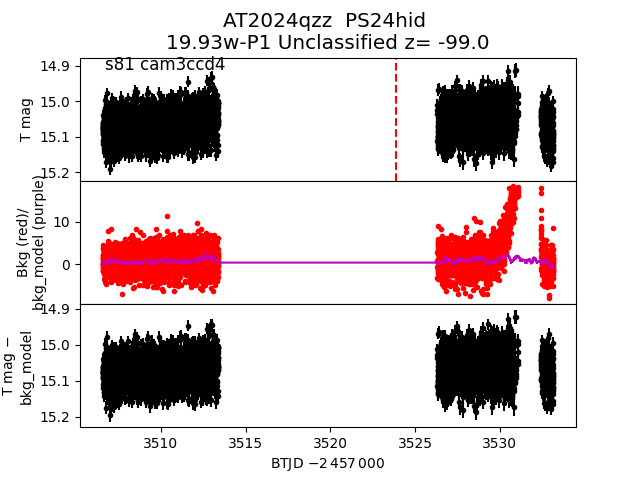 AT2024qzz  PS24hid
19.93w-P1 Unclassified z= -99.0
s81 cam3ccd4
14.9
15.0
15.1
15.2
T mag
10
0
Bkg (red)/
bkg_model (purple)
14.9
15.0
15.1
15.2
T mag −
bkg_model
3510
3515
3520
3525
3530
BTJD −2 457 000